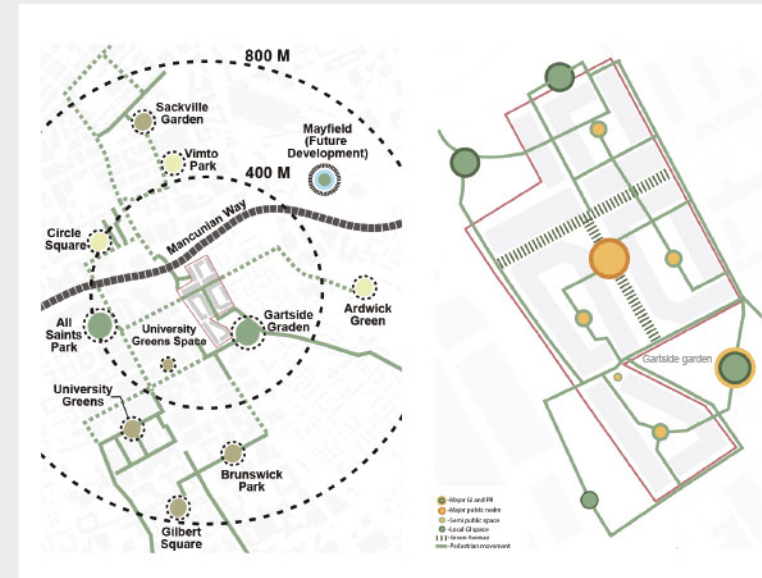 800 M
Sackville
Garden
Vimto
Park
Mayfield
(Future
Development)
400 M
Circle
Square
Mancunian Way
All
Saints
Park
University
Greens Space
Gartside
Graden
Ardwick
Green
University
Greens
Brunswick
Park
Gilbert
Square
Gartside garden
-Major GI and PR
-Major public realm
-Semi public space
-Local GI space
-Green Avenue
-Pedestrian movement